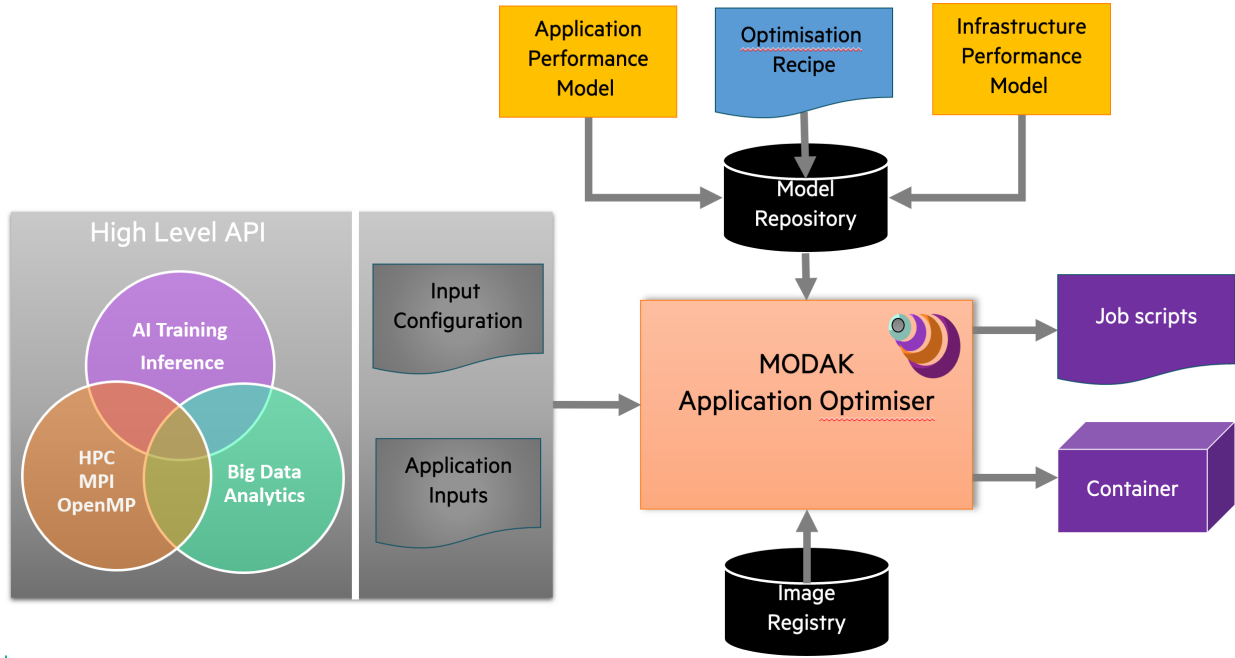 Application
Performance
Model
Optimisation
Recipe
Infrastructure
Performance
Model
Model
Repository
High Level API
AI Training
Inference
HPC
MPI
OpenMP
Big Data
Analytics
Input
Configuration
Application
Inputs
MODAK
Application Optimiser
Job scripts
Container
Image
Registry